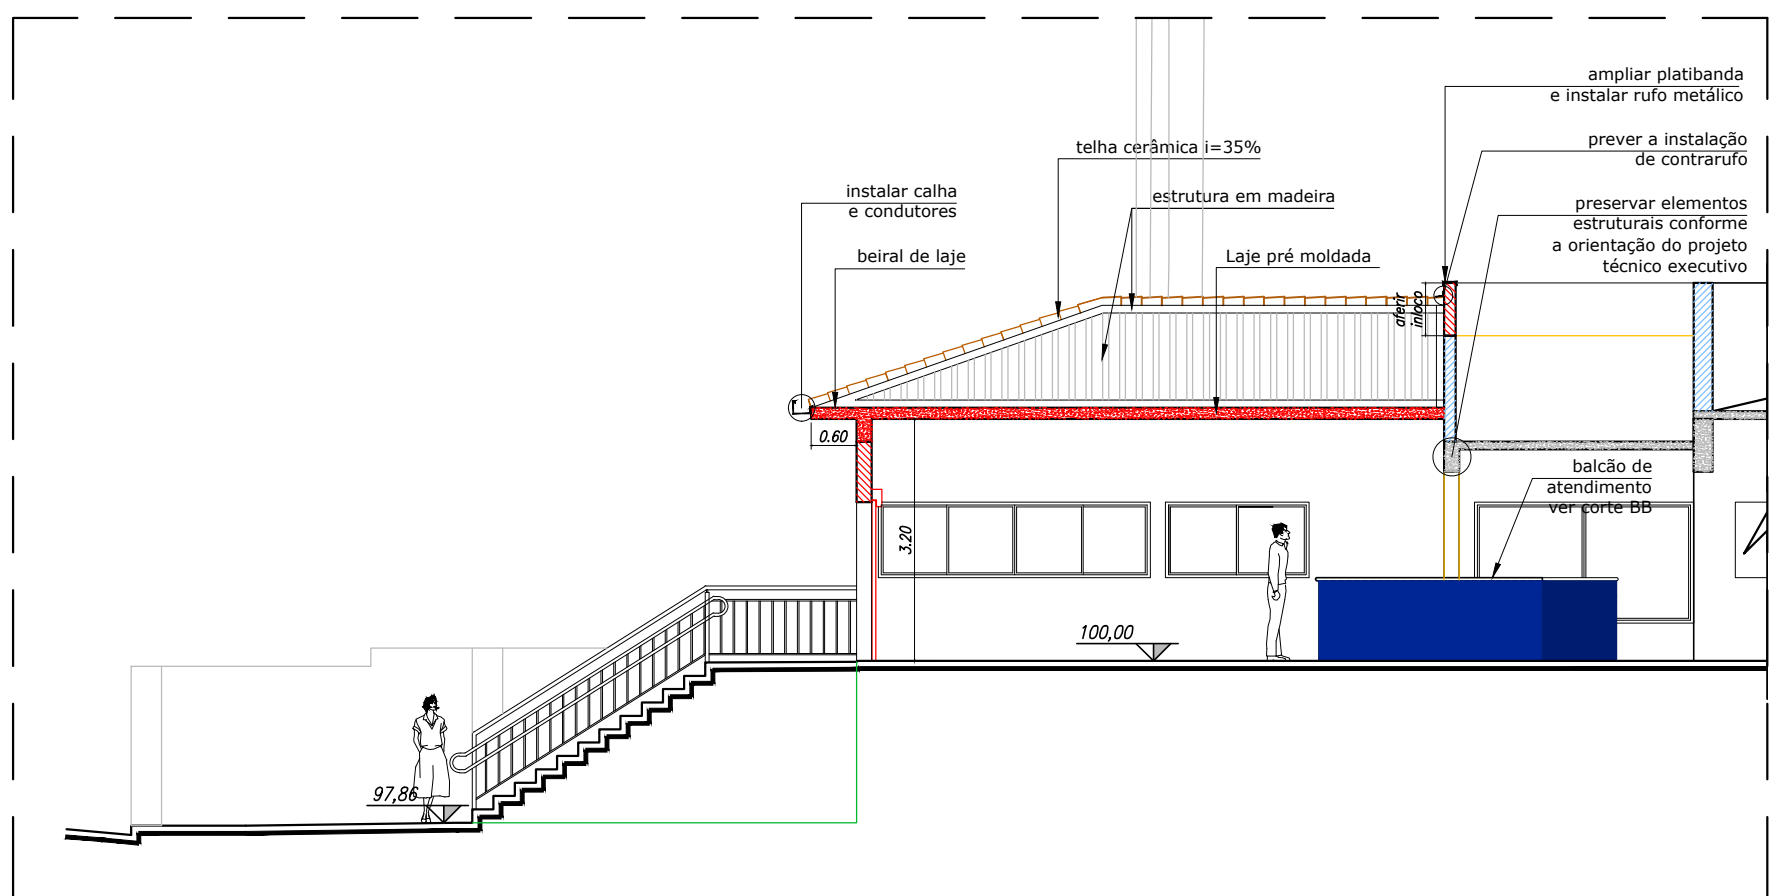 ampliar platibanda
e instalar rufo metálico
prever a instalação
de contrarufo
telha cerâmica i=35%
instalar calha
e condutores
estrutura em madeira
preservar elementos
estruturais conforme
a orientação do projeto
técnico executivo
beiral de laje
Laje pré moldada
aferir
inloco
0.60
balcão de
atendimento
ver corte BB
3.20
100,00
97,86